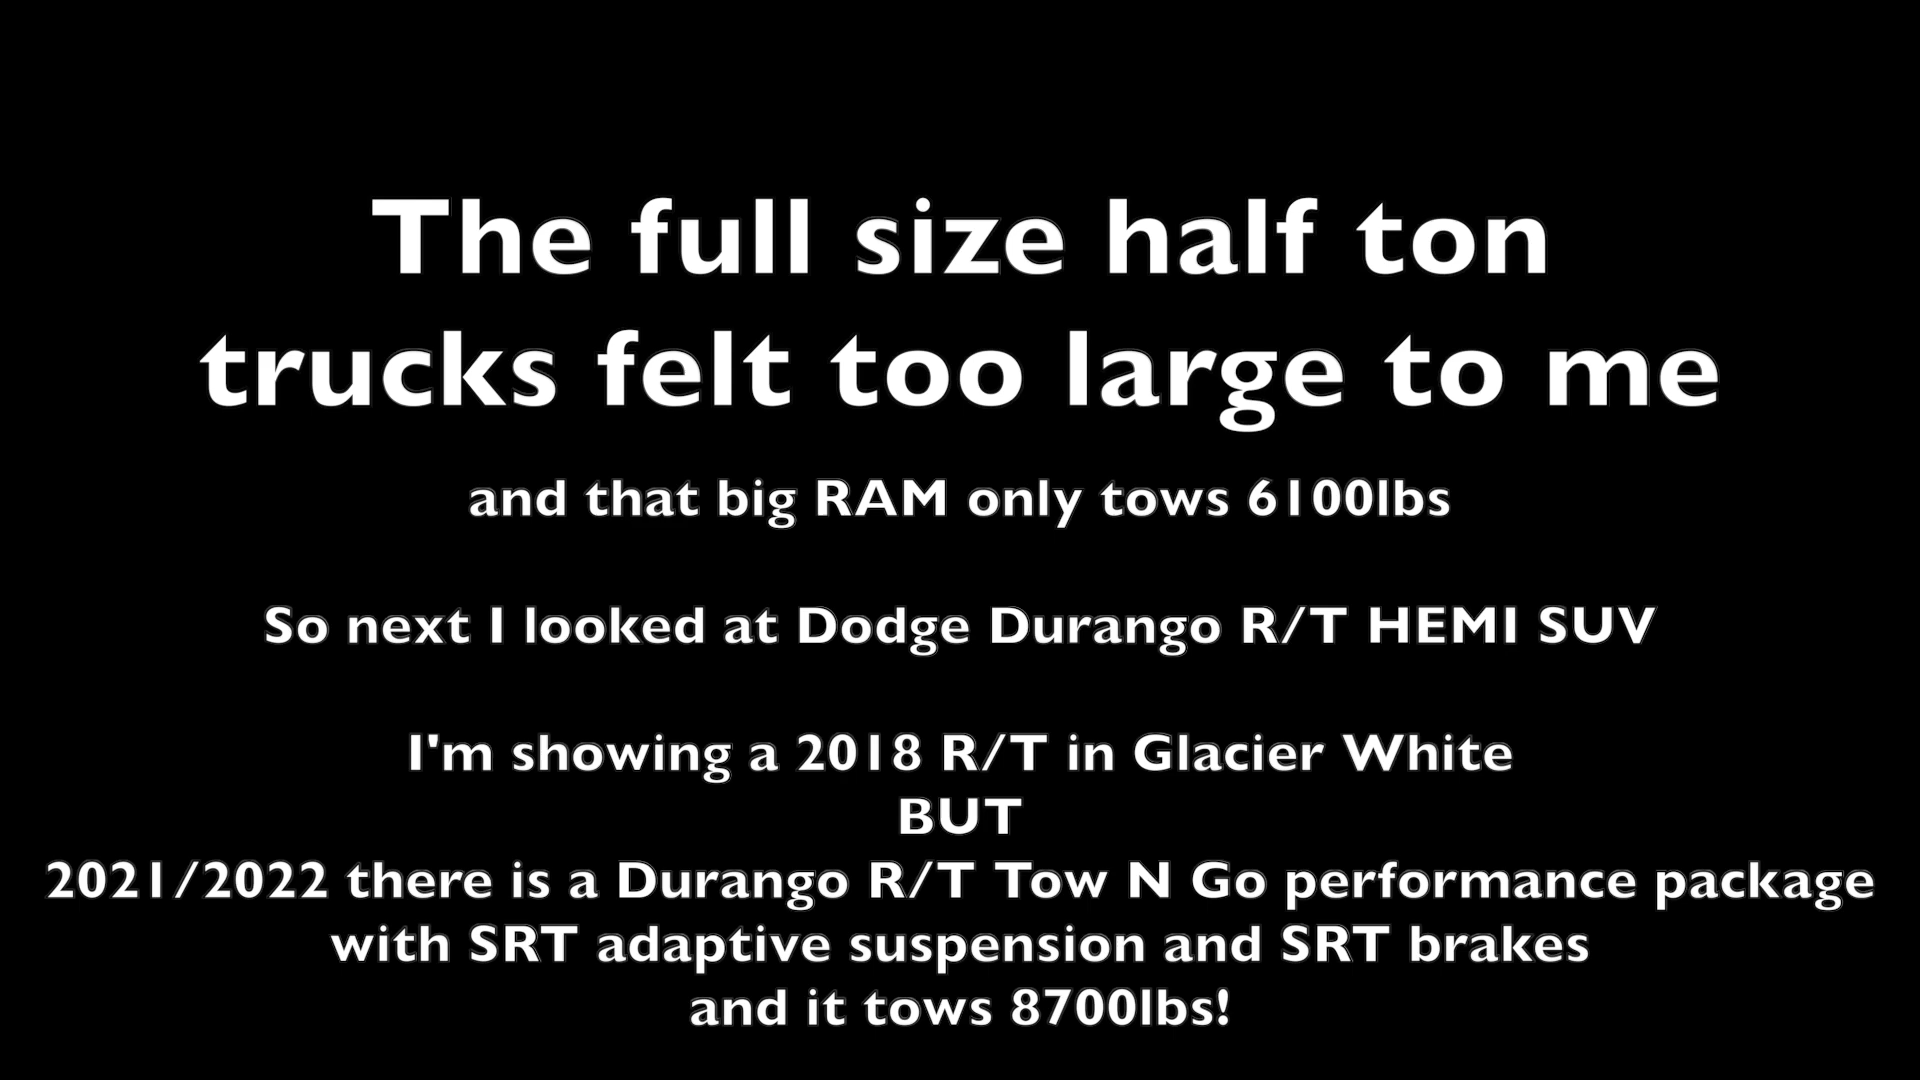 The full size half ton
trucks felt too large to me
and that big RAM only tows 6100lbs
So next I looked at Dodge Durango R/T HEMI SUV
I'm showing a 2018 R/T in Glacier White
BUT
2021/2022 there is a Durango R/T Tow N Go performance package
with SRT adaptive suspension and SRT brakes
and it tows 8700lbs!